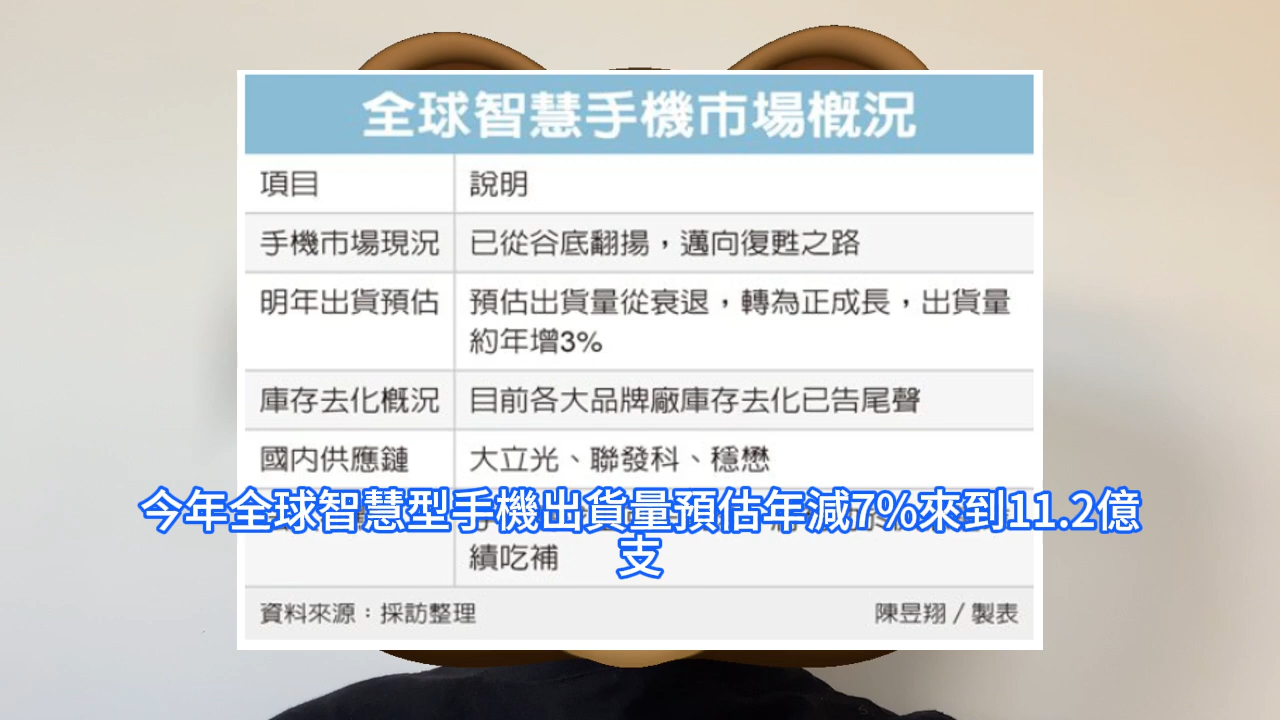 全球智慧手機市場概況
項目 說明
手機市場現況 已從谷底翻揚，邁向復甦之路
明年出貨預估 預估出貨量從衰退，轉為正成長，出貨量
約年增3%
庫存去化概況 目前各大品牌廠庫存去化已告尾聲
國內供應鏈 大立光、聯發科、穩懋
今年全球智慧型手機出貨量預估年減7%來到11.2億
支
績吃補
資料來源：採訪整理 陳昱翔／製表